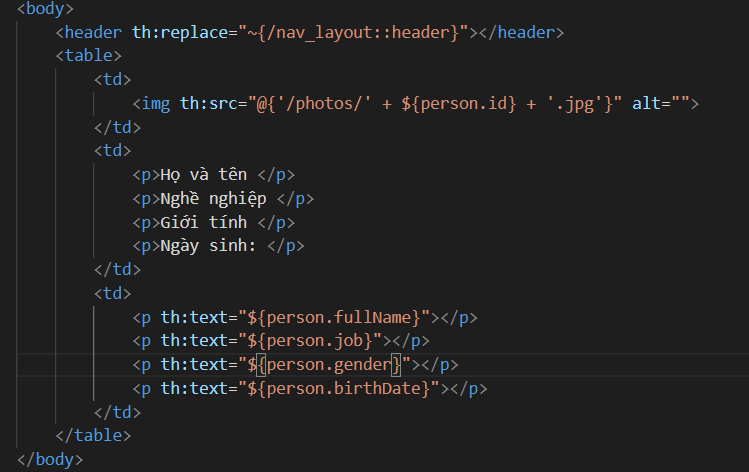 <body>
<header th:replace="~{/nav_layout::header}"></header>
<table>
<td>
<img th:src="@{'/photos/' + ${person.id} + '.jpg'}" alt="">
</td>
<td>
<p>Họ và tên </p>
<p>Nghề nghiệp </p>
<p>Giới tính </p>
<p>Ngày sinh: </p>
</td>
<td>
<p th:text="${person.fullName}"></p>
<p th:text="${person.job}"></p>
<p th:text="${person.gender}"></p>
<p th:text="${person.birthDate}"></p>
</td>
</table>
</body>